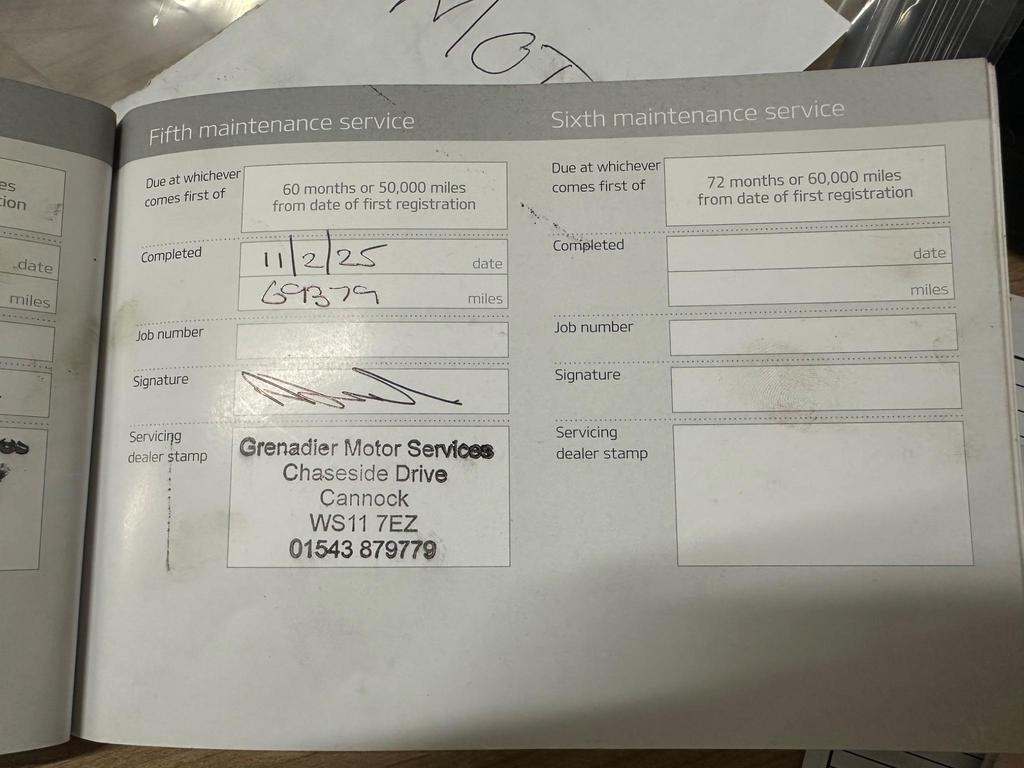 MOT
es
ion
date
miles
Fifth maintenance service
Due at whichever
comes first of
60 months or 50,000 miles
from date of first registration
Completed
11/2/25 date
69379 miles
Job number
Signature
Servicing
dealer stamp
Grenadier Motor Services
Chaseside Drive
Cannock
WS11 7EZ
01543 879779
Sixth maintenance service
Due at whichever
comes first of
72 months or 60,000 miles
from date of first registration
Completed
date
miles
Job number
Signature
Servicing
dealer stamp